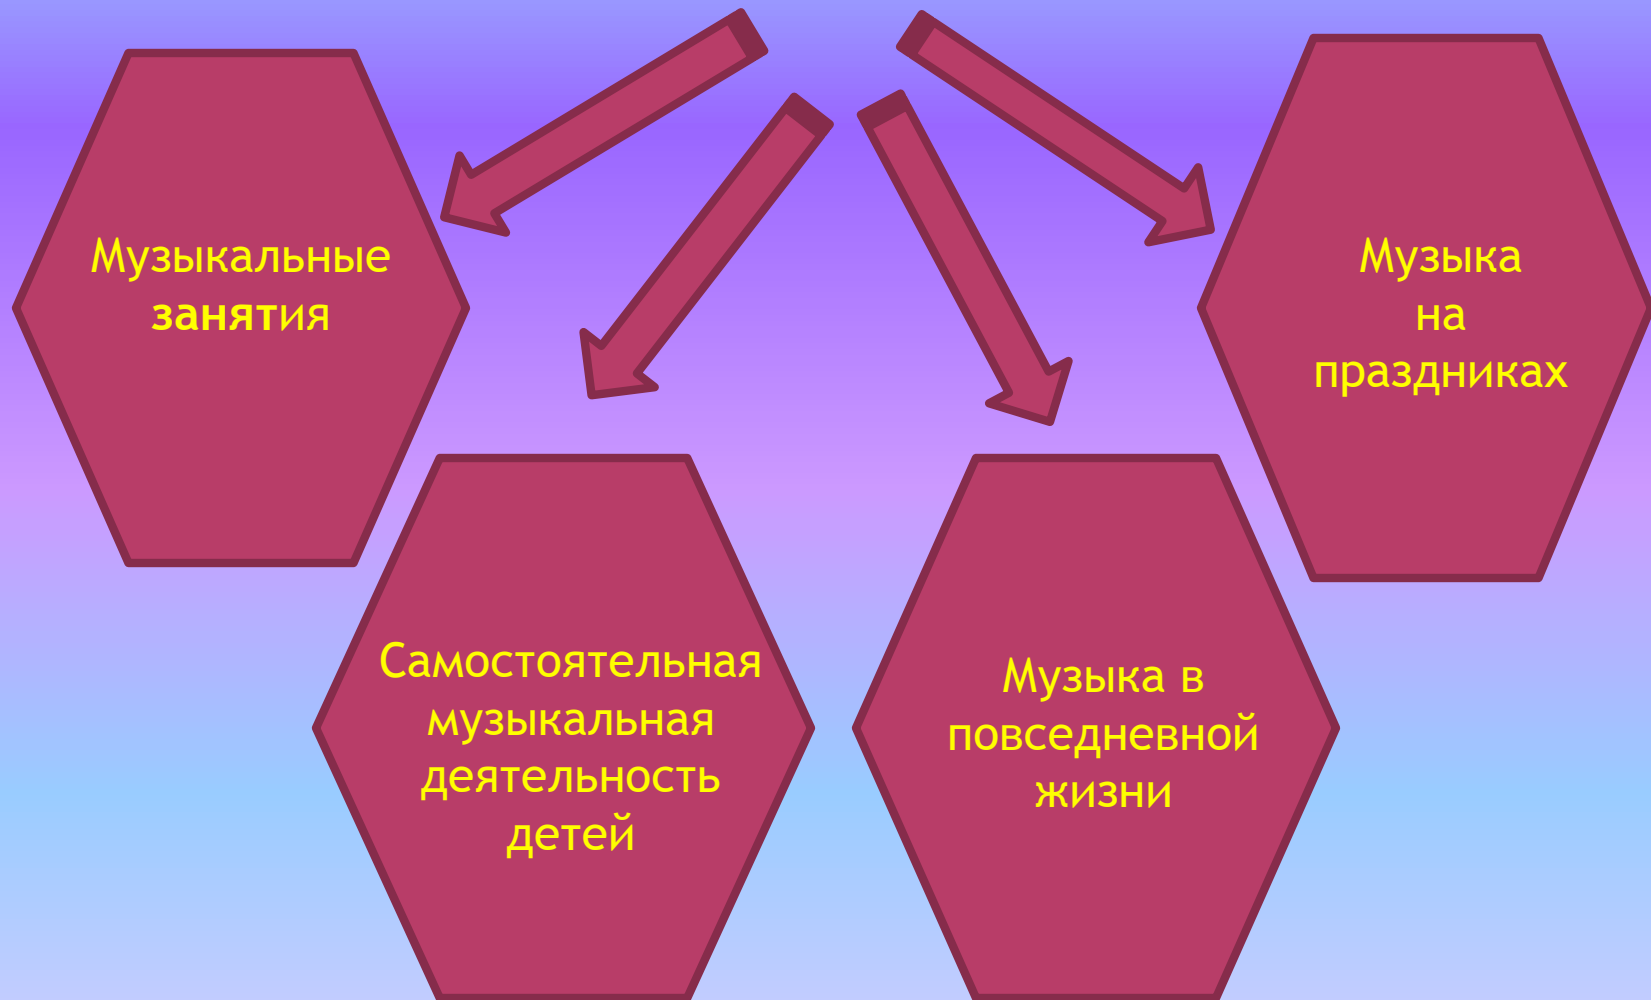 Музыкальные
занятия
Музыка
на
праздниках
Самостоятельная
музыкальная
деятельность
детей
Музыка в
повседневной
жизни